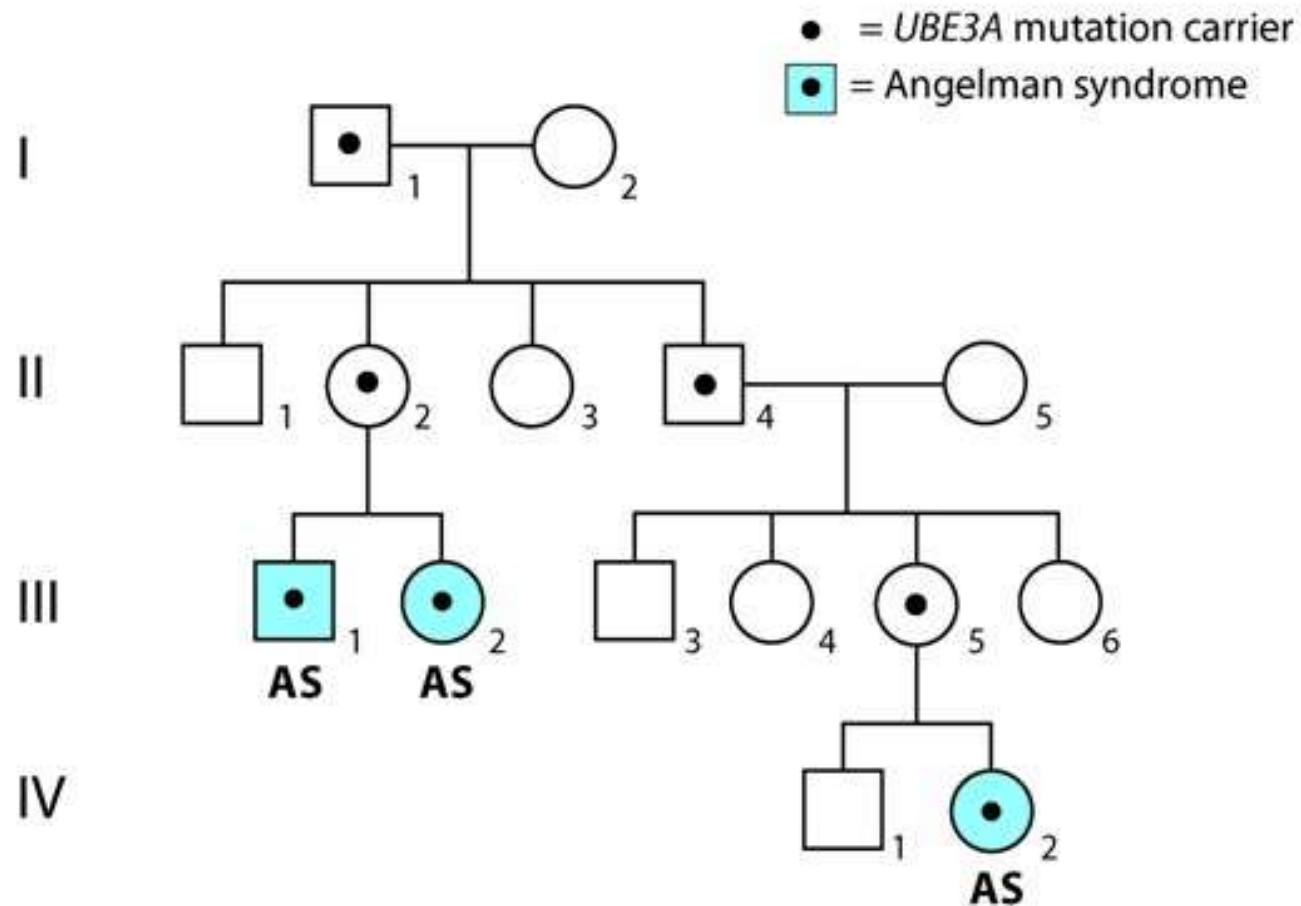 = UBE3A mutation carrier
= Angelman syndrome
I
1
2
II
1
2
3
4
5
III
1
2
3
4
5
6
AS
AS
IV
1
2
AS